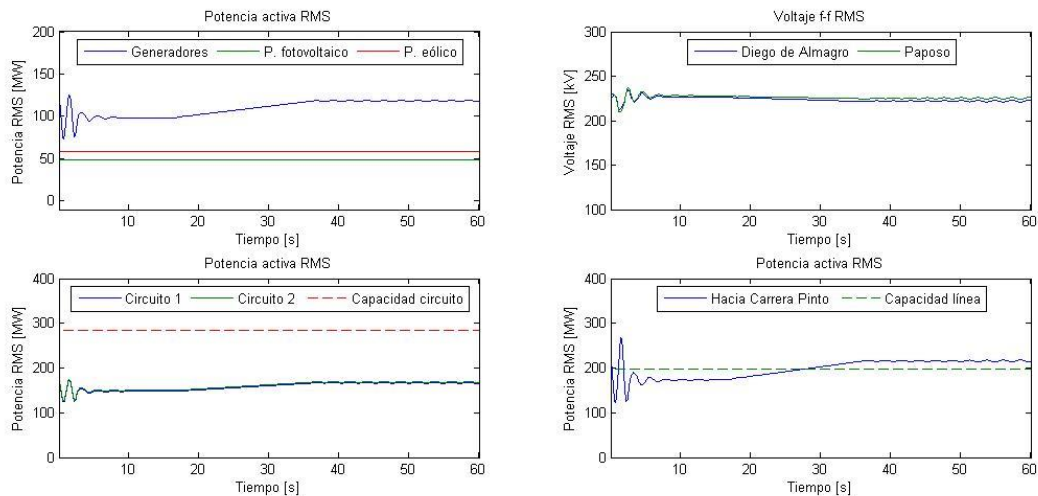 Potencia activa RMS
Potencia RMS [MW]
200
150
100
50
0
Generadores P. fotovoltaico P. eólico
10 20 30 40 50 60
Tiempo [s]
Voltaje f-f RMS
Voltaje RMS [kV]
300
250
200
150
100
Diego de Almagro Paposo
0 10 20 30 40 50 60
Tiempo [s]
Potencia activa RMS
Potencia RMS [MW]
400
300
200
100
0
Circuito 1 Circuito 2 Capacidad circuito
10 20 30 40 50 60
Tiempo [s]
Potencia activa RMS
Potencia RMS [MW]
400
300
200
100
0
Hacia Carrera Pinto Capacidad línea
0 10 20 30 40 50 60
Tiempo [s]